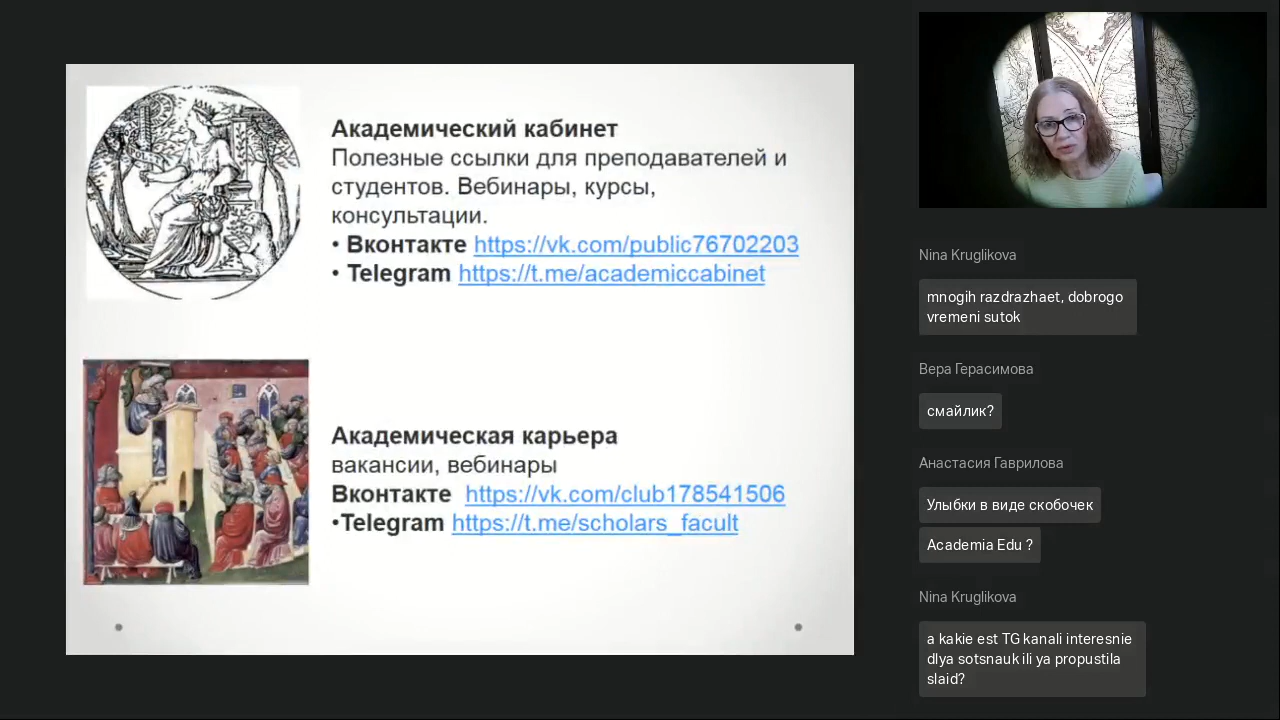 Академический кабинет
Полезные ссылки для преподавателей и
студентов. Вебинары, курсы,
консультации.
• Вконтакте https://vk.com/public76702203
• Telegram https://t.me/academiccabinet
Академическая карьера
вакансии, вебинары
Вконтакте https://vk.com/club178541506
•Telegram https://t.me/scholars_facult
Nina Kruglikova
mnogih razdrazhaet, dobrogo
vremeni sutok
Вера Герасимова
смайлик?
Анастасия Гаврилова
Улыбки в виде скобочек
Academia Edu ?
Nina Kruglikova
a kakie est TG kanali interesnie
dlya sotsnauk ili ya propustila
slaid?